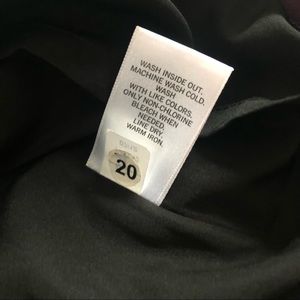 WASH INSIDE OUT.
MACHINE WASH COLD.
WASH
WITH LIKE COLORS.
ONLY NON-CHLORINE
BLEACH WHEN
NEEDED.
LINE DRY.
WARM IRON.
20